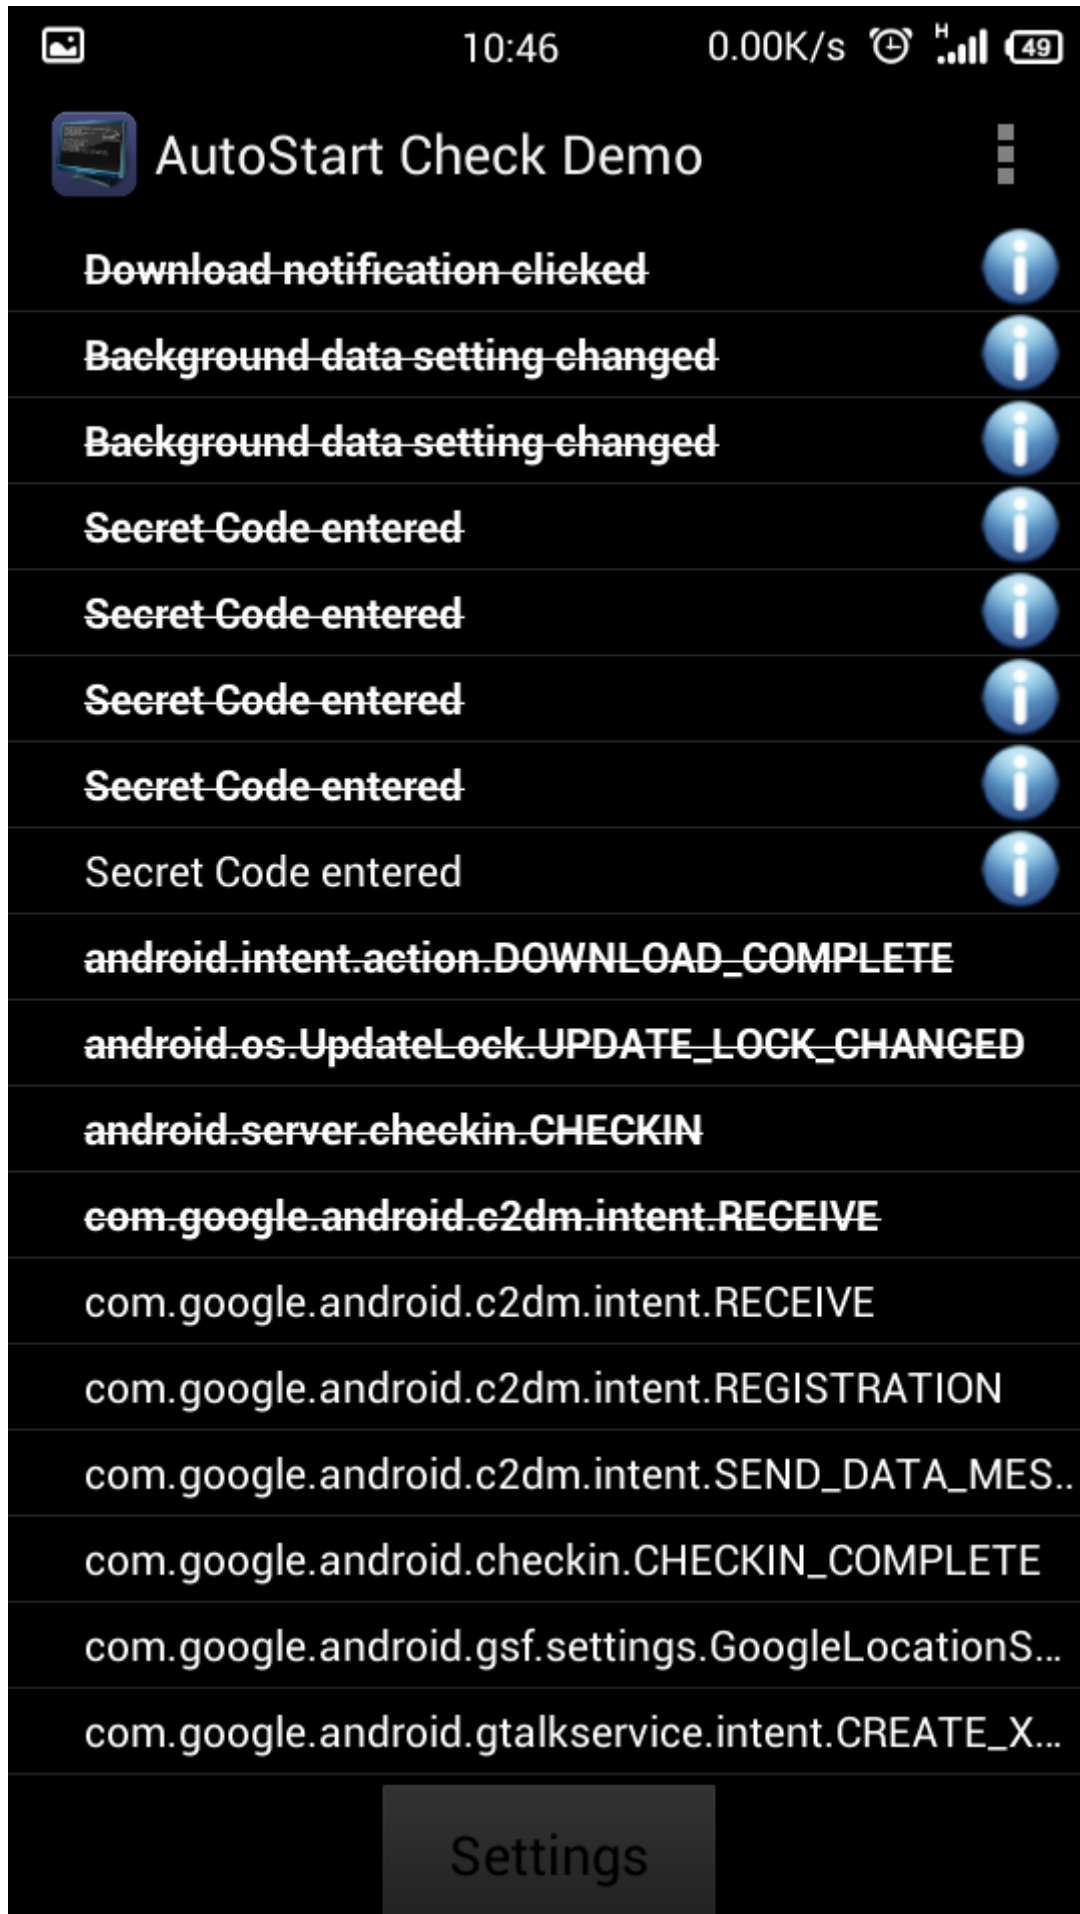 10:46 0.00K/s H 49
AutoStart Check Demo
Download notification clicked
Background data setting changed
Background data setting changed
Secret Code entered
Secret Code entered
Secret Code entered
Secret Code entered
Secret Code entered
android.intent.action.DOWNLOAD_COMPLETE
android.os.UpdateLock.UPDATE_LOCK_CHANGED
android.server.checkin.CHECKIN
com.google.android.c2dm.intent.RECEIVE
com.google.android.c2dm.intent.RECEIVE
com.google.android.c2dm.intent.REGISTRATION
com.google.android.c2dm.intent.SEND_DATA_MES..
com.google.android.checkin.CHECKIN_COMPLETE
com.google.android.gsf.settings.GoogleLocationS...
com.google.android.gtalkservice.intent.CREATE_X...
Settings